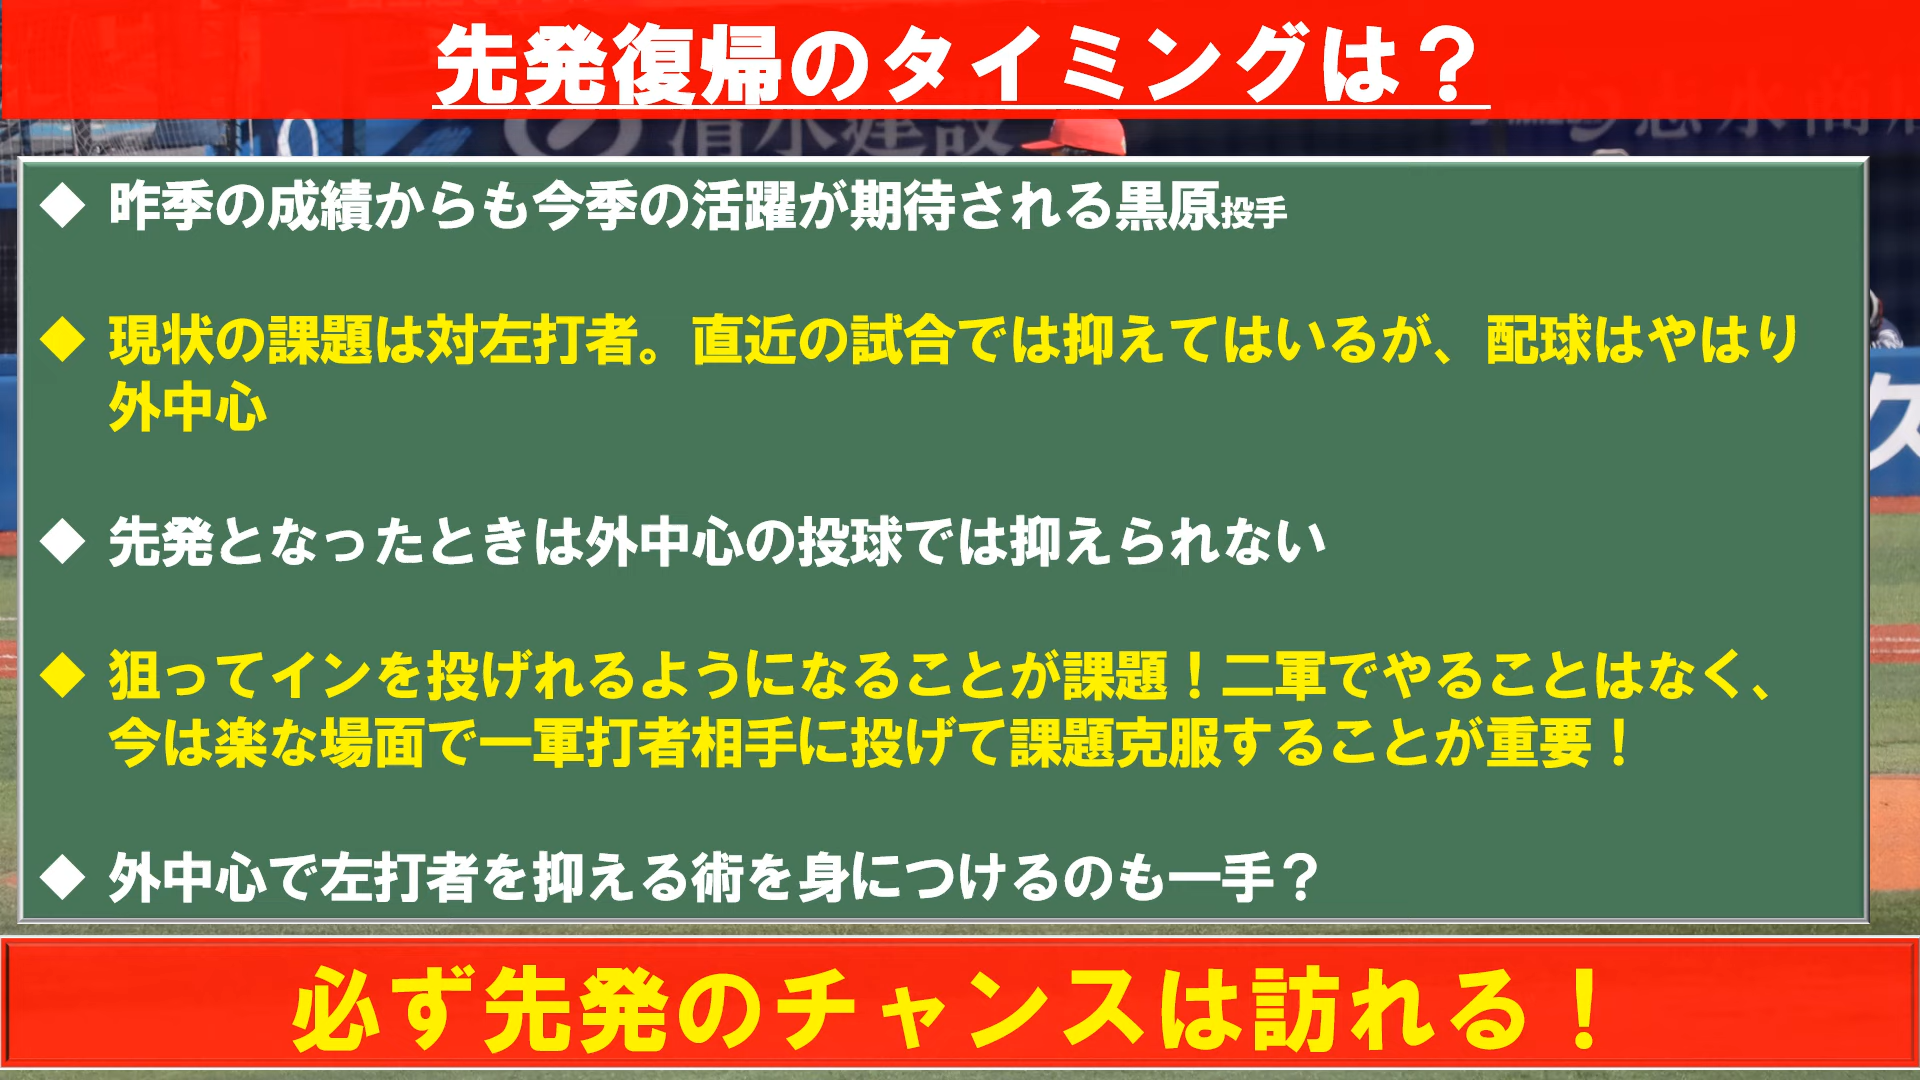 先発復帰のタイミングは？
清水建設
◆ 昨季の成績からも今季の活躍が期待される黒原投手
◆ 現状の課題は対左打者。直近の試合では抑えてはいるが、配球はやはり
外中心
◆ 先発となったときは外中心の投球では抑えられない
◆ 狙ってインを投げれるようになることが課題！二軍でやることはなく、
今は楽な場面で一軍打者相手に投げて課題克服することが重要！
◆ 外中心で左打者を抑える術を身につけるのも一手？
必ず先発のチャンスは訪れる！